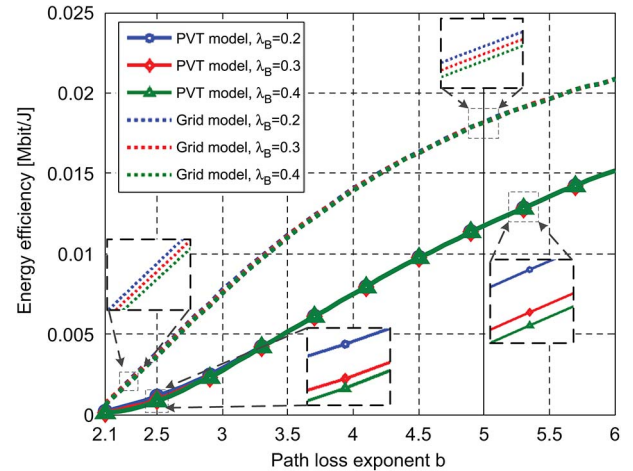 0.025
0.02
0.015
0.01
0.005
0
Energy efficiency [Mbit/J]
PVT model, λB=0.2
PVT model, λB=0.3
PVT model, λB=0.4
Grid model, λB=0.2
Grid model, λB=0.3
Grid model, λB=0.4
2.1 2.5 3 3.5 4 4.5 5 5.5 6
Path loss exponent b